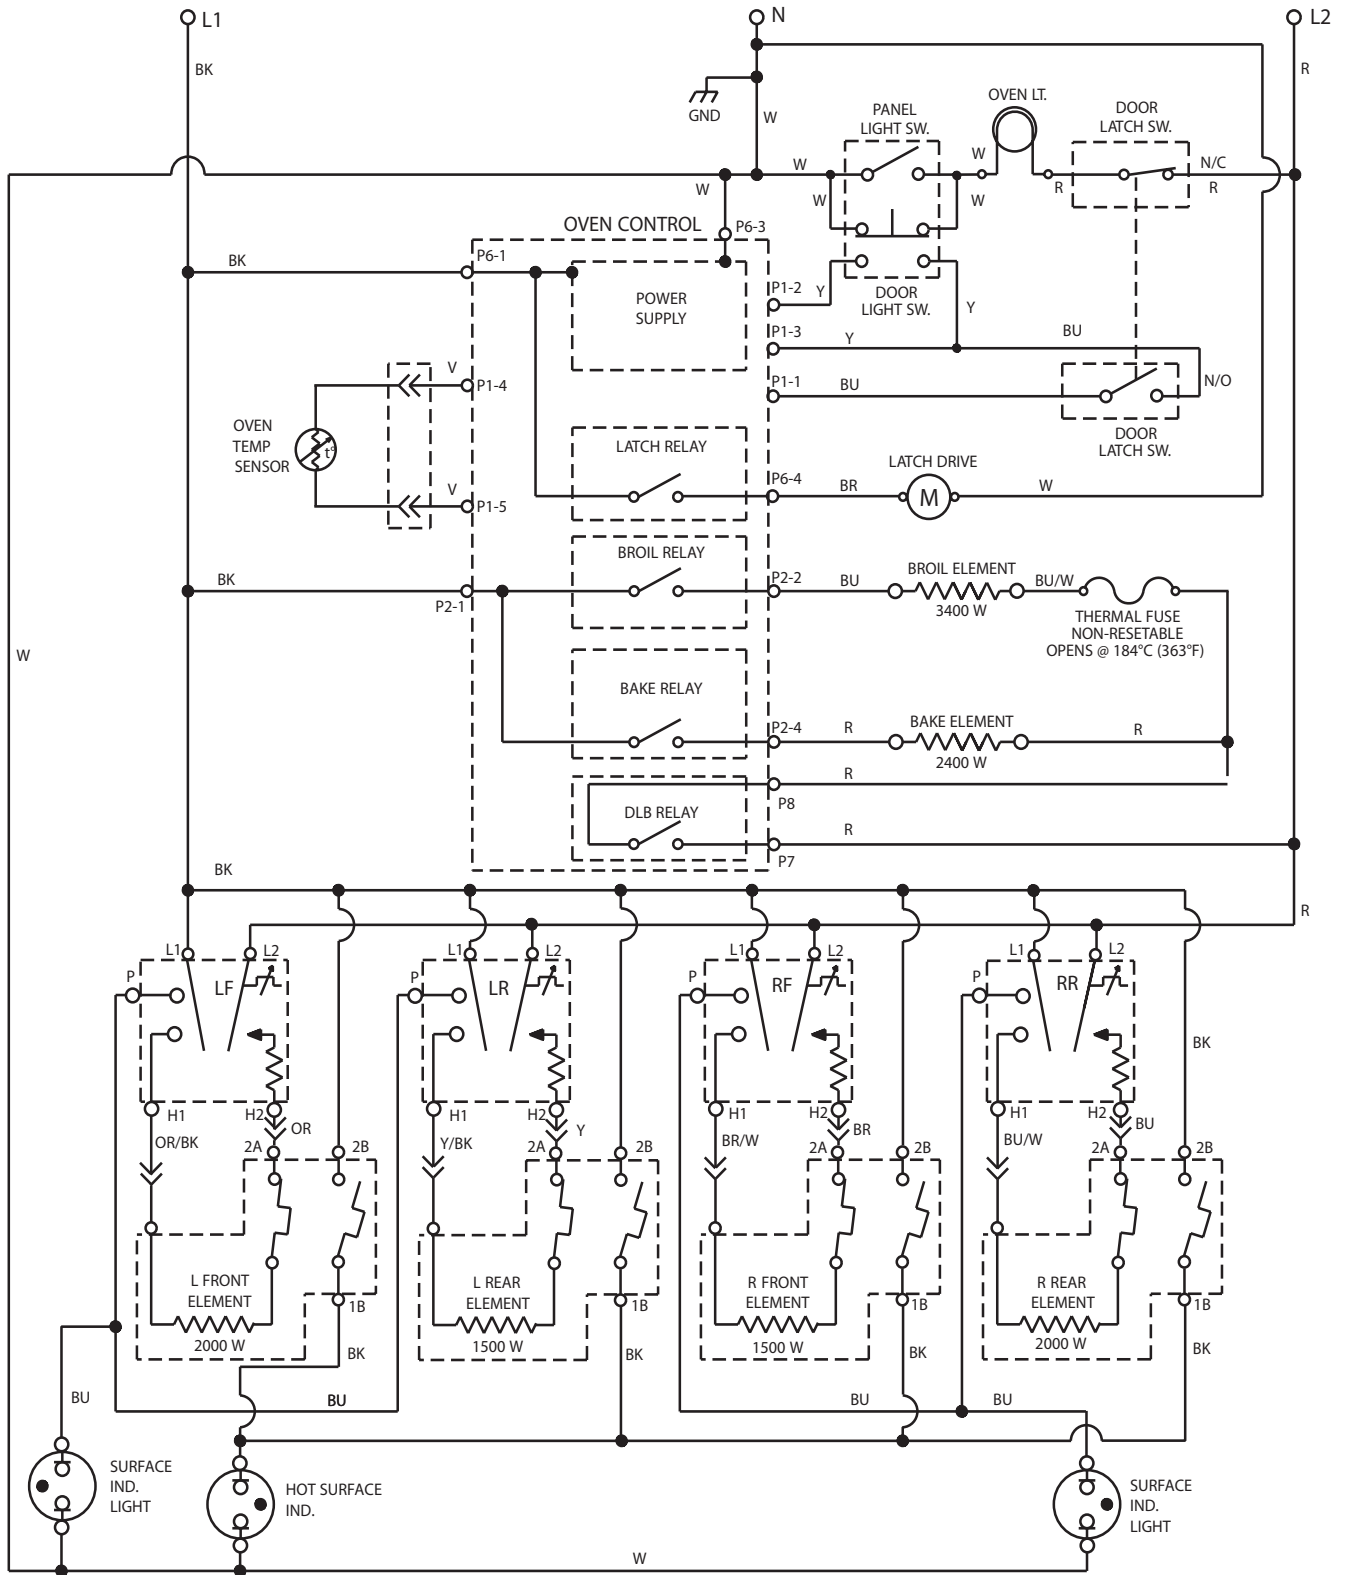 L1
N
L2
BK
R
GND
W
PANEL
LIGHT SW.
OVEN LT.
DOOR
LATCH SW.
W
W
N/C
W
R
R
W
W
OVEN CONTROL
P6-3
BK
P6-1
POWER
SUPPLY
P1-2
Y
DOOR
LIGHT SW.
Y
P1-3
Y
BU
V
P1-4
P1-1
BU
N/O
OVEN
TEMP
SENSOR
t°
DOOR
LATCH SW.
LATCH RELAY
LATCH DRIVE
V
P1-5
P6-4
BR
M
W
BROIL RELAY
BROIL ELEMENT
BK
P2-1
P2-2
BU
BU/W
3400 W
THERMAL FUSE
NON-RESETABLE
OPENS @ 184°C (363°F)
W
BAKE RELAY
P2-4
R
BAKE ELEMENT
R
2400 W
R
P8
DLB RELAY
R
P7
BK
R
L1
L2
L1
L2
L1
L2
L1
L2
P
LF
P
LR
P
RF
P
RR
BK
H1
H2
H1
H2
H1
H2
H1
H2
OR/BK
OR
Y/BK
Y
BR/W
BR
BU/W
BU
2A
2B
2A
2B
2A
2B
2A
2B
L FRONT
ELEMENT
2000 W
L REAR
ELEMENT
1500 W
R FRONT
ELEMENT
1500 W
R REAR
ELEMENT
2000 W
1B
1B
1B
1B
BK
BK
BK
BK
BU
BU
BU
BU
SURFACE
IND.
LIGHT
HOT SURFACE
IND.
SURFACE
IND.
LIGHT
W